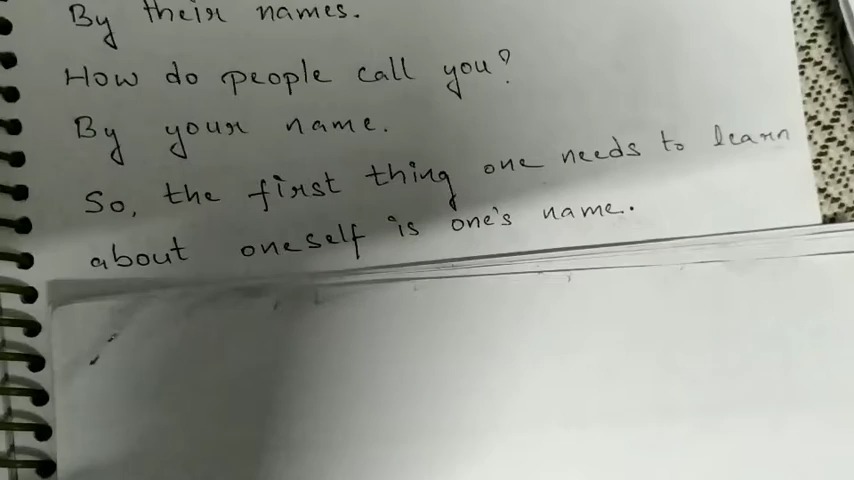 By their names.
How do people call you?
By your name.
So, the first thing one needs to learn
about oneself is one's name.